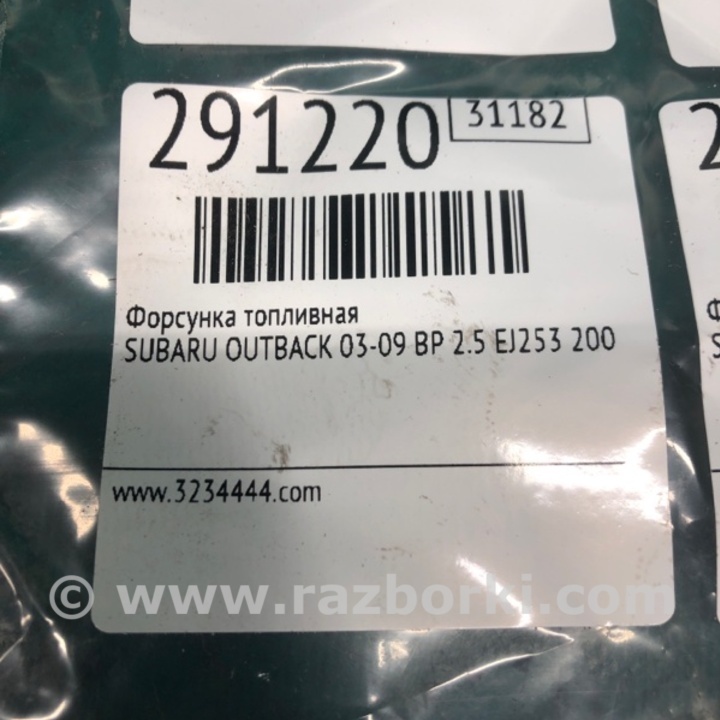 291220
31182
Форсунка топливная
SUBARU OUTBACK 03-09 BP 2.5 EJ253 200
www.3234444.com
© www.razborki.com